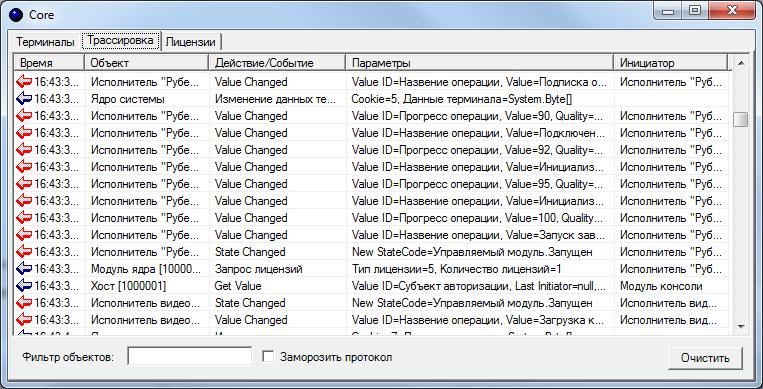 Core
Терминалы Трассировка Лицензии
Время Объект Действие/Событие Параметры Инициатор
16:43:3... Исполнитель "Рубе... Value Changed Value ID=Назвение операции, Value=Подписка о... Исполнитель "Руб...
16:43:3... Ядро системы Изменение данных те... Cookie=5, Данные терминала=System.Byte[]
16:43:3... Исполнитель "Рубе... Value Changed Value ID=Прогресс операции, Value=90, Quality=... Исполнитель "Руб...
16:43:3... Исполнитель "Рубе... Value Changed Value ID=Назвение операции, Value=Подключен... Исполнитель "Руб...
16:43:3... Исполнитель "Рубе... Value Changed Value ID=Прогресс операции, Value=92, Quality=... Исполнитель "Руб...
16:43:3... Исполнитель "Рубе... Value Changed Value ID=Назвение операции, Value=Инициализ... Исполнитель "Руб...
16:43:3... Исполнитель "Рубе... Value Changed Value ID=Прогресс операции, Value=95, Quality=... Исполнитель "Руб...
16:43:3... Исполнитель "Рубе... Value Changed Value ID=Назвение операции, Value=Инициализ... Исполнитель "Руб...
16:43:3... Исполнитель "Рубе... Value Changed Value ID=Прогресс операции, Value=100, Quality... Исполнитель "Руб...
16:43:3... Исполнитель "Рубе... Value Changed Value ID=Назвение операции, Value=Запуск зав... Исполнитель "Руб...
16:43:3... Исполнитель "Рубе... State Changed New StateCode=Управляемый модуль.Запущен Исполнитель "Руб...
16:43:3... Модуль ядра [10000... Запрос лицензий Тип лицензии=5, Количество лицензий=1 Исполнитель "Руб...
16:43:3... Хост [1000001] Get Value Value ID=Субъект авторизации, Last Initiator=null,... Модуль консоли
16:43:3... Исполнитель видео... State Changed New StateCode=Управляемый модуль.Запущен Исполнитель вид...
16:43:3... Исполнитель видео... Value Changed Value ID=Назвение операции, Value=Загрузка к... Исполнитель вид...
Фильтр объектов: Заморозить протокол Очистить